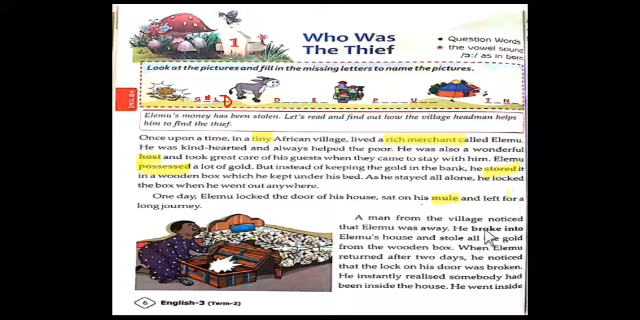 Who Was
The Thief
1
• Question Words
★ the vowel sound
/ɔː/ as in born
Look at the pictures and fill in the missing letters to name the pictures.
G O L D
D E
P U
T N
ENGLISH
Elemu's money has been stolen. Let's read and find out how the village headman helps
him to find the thief.
Once upon a time, in a tiny African village, lived a rich merchant called Elemu.
He was kind-hearted and always helped the poor. He was also a wonderful
host and took great care of his guests when they came to stay with him. Elemu
possessed a lot of gold. But instead of keeping the gold in the bank, he stored it
in a wooden box which he kept under his bed. As he stayed all alone, he locked
the box when he went out anywhere.
One day, Elemu locked the door of his house, sat on his mule and left for a
long journey.
A man from the village noticed
that Elemu was away. He broke into
Elemu's house and stole all the gold
from the wooden box. When Elemu
returned after two days, he noticed
that the lock on his door was broken.
He instantly realised somebody had
been inside the house. He went inside
6 English-3 (Term-2)